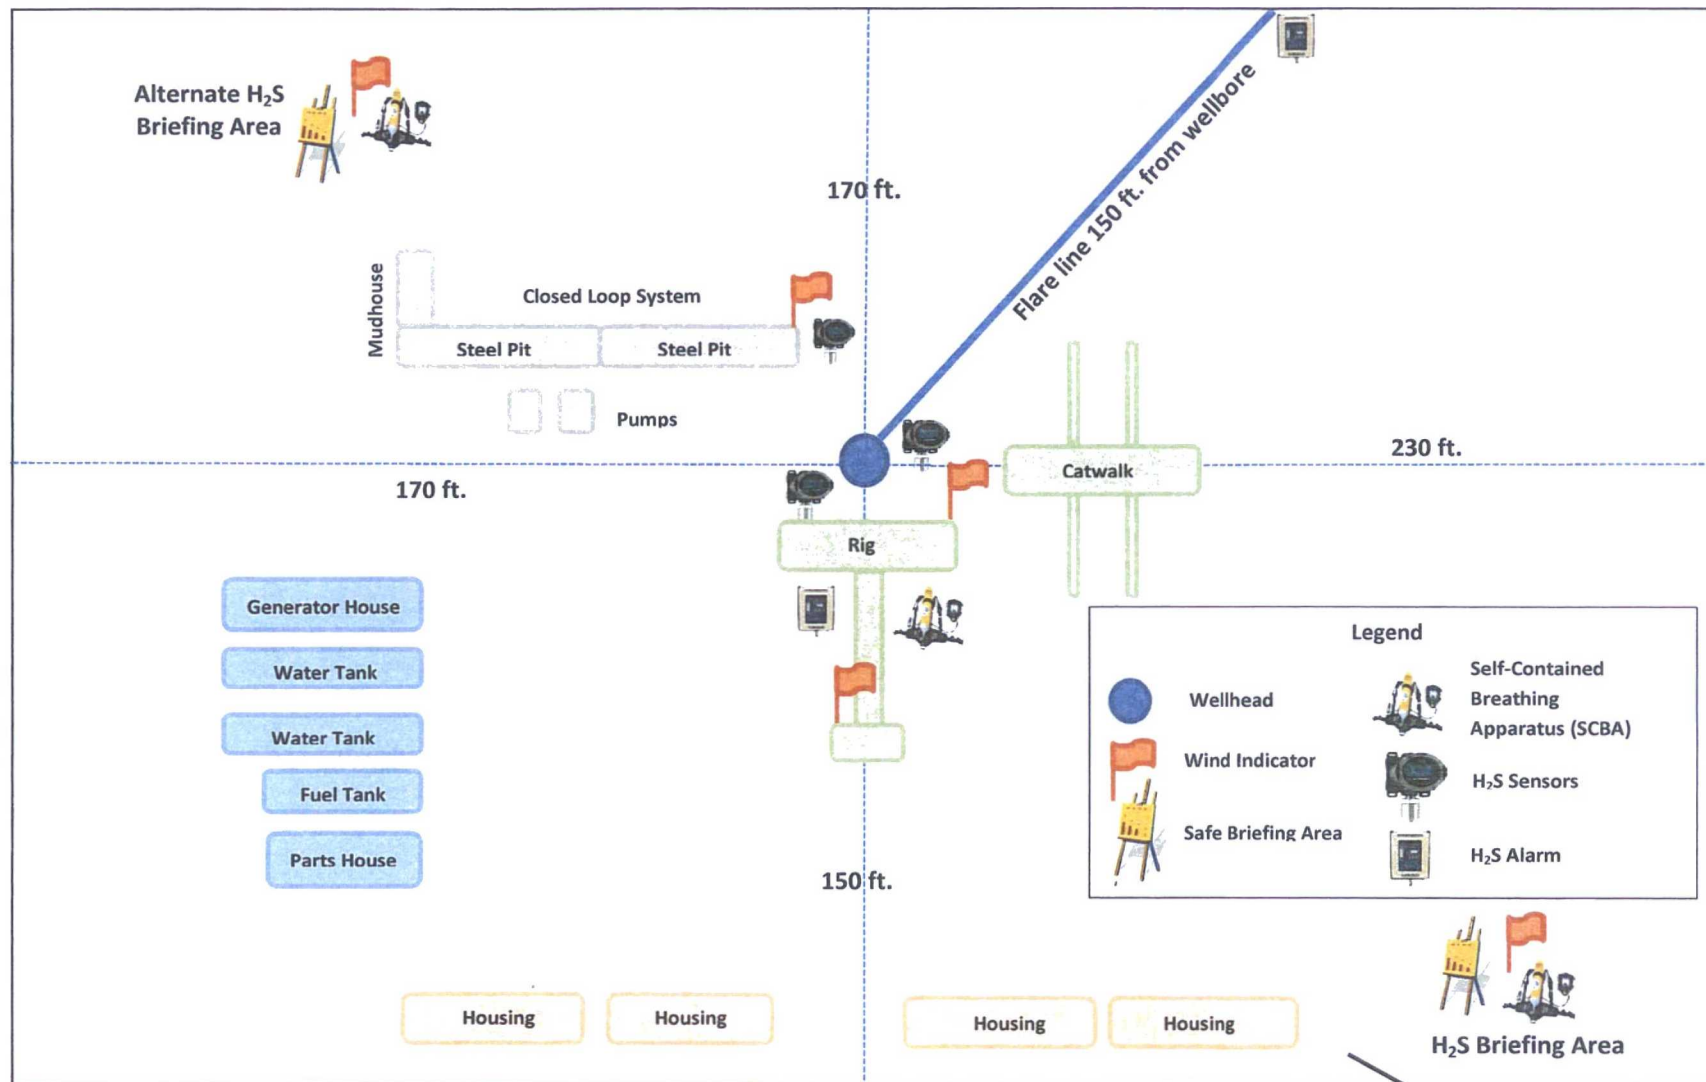 Alternate H₂S
Briefing Area
170 ft.
Flare line 150 ft. from wellbore
Mudhouse
Closed Loop System
Steel Pit
Steel Pit
Pumps
170 ft.
230 ft.
Catwalk
Rig
Generator House
Water Tank
Water Tank
Fuel Tank
Parts House
150 ft.
Legend
Wellhead
Wind Indicator
Safe Briefing Area
Self-Contained
Breathing
Apparatus (SCBA)
H₂S Sensors
H₂S Alarm
Housing
Housing
Housing
Housing
H₂S Briefing Area